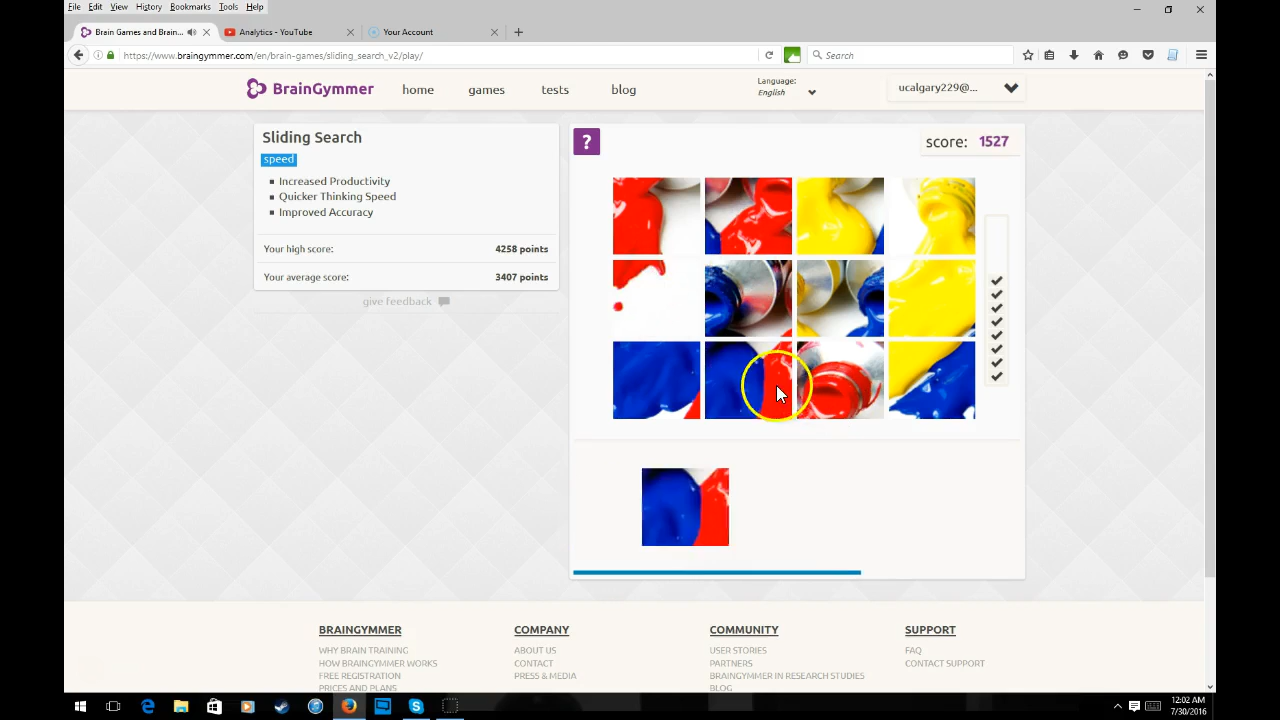 File Edit View History Bookmarks Tools Help
Brain Games and Brain... Analytics - YouTube Your Account
https://www.braingymmer.com/en/brain-games/sliding_search_v2/play/ Search
BrainGymmer home games tests blog Language: English ucalgary229@...
Sliding Search
speed
Increased Productivity
Quicker Thinking Speed
Improved Accuracy
Your high score: 4258 points
Your average score: 3407 points
give feedback
? score: 1527
BRAINGYMMER COMPANY COMMUNITY SUPPORT
WHY BRAIN TRAINING ABOUT US USER STORIES FAQ
HOW BRAINGYMMER WORKS CONTACT PARTNERS CONTACT SUPPORT
FREE REGISTRATION PRESS & MEDIA BRAINGYMMER IN RESEARCH STUDIES
PRICES AND PLANS BLOG
12:02 AM
7/30/2016